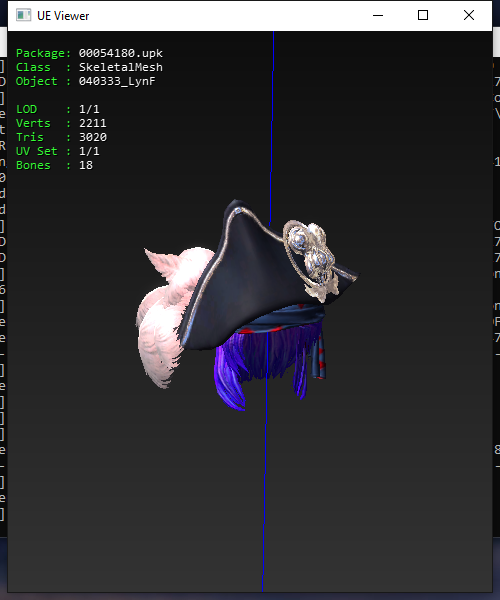 UE Viewer
Package: 00054180.upk
Class : SkeletalMesh
Object : 040333_LynF
LOD : 1/1
Verts : 2211
Tris : 3020
UV Set : 1/1
Bones : 18